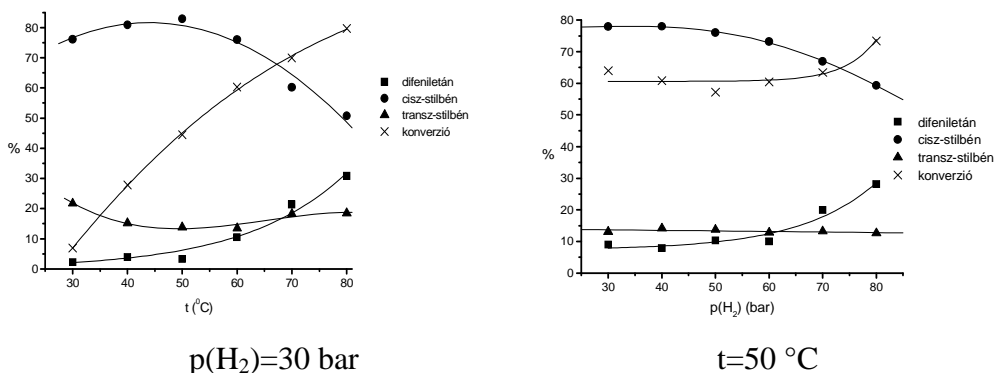 80
70
60
50
%
40
30
20
10
0
30 40 50 60 70 80
t (⁰C)
difeniletán
cisz-stilbén
transz-stilbén
konverzió
p(H₂)=30 bar
80
70
60
50
%
40
30
20
10
0
30 40 50 60 70 80
p(H₂) (bar)
difeniletán
cisz-stilbén
transz-stilbén
konverzió
t=50 °C